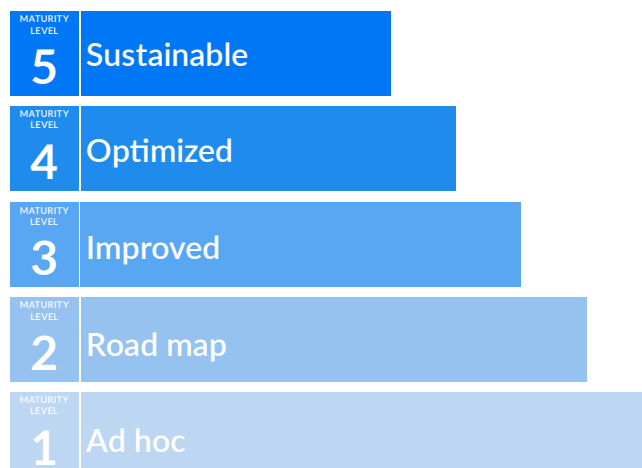 MATURITY
LEVEL
5
Sustainable
MATURITY
LEVEL
4
Optimized
MATURITY
LEVEL
3
Improved
MATURITY
LEVEL
2
Road map
MATURITY
LEVEL
1
Ad hoc